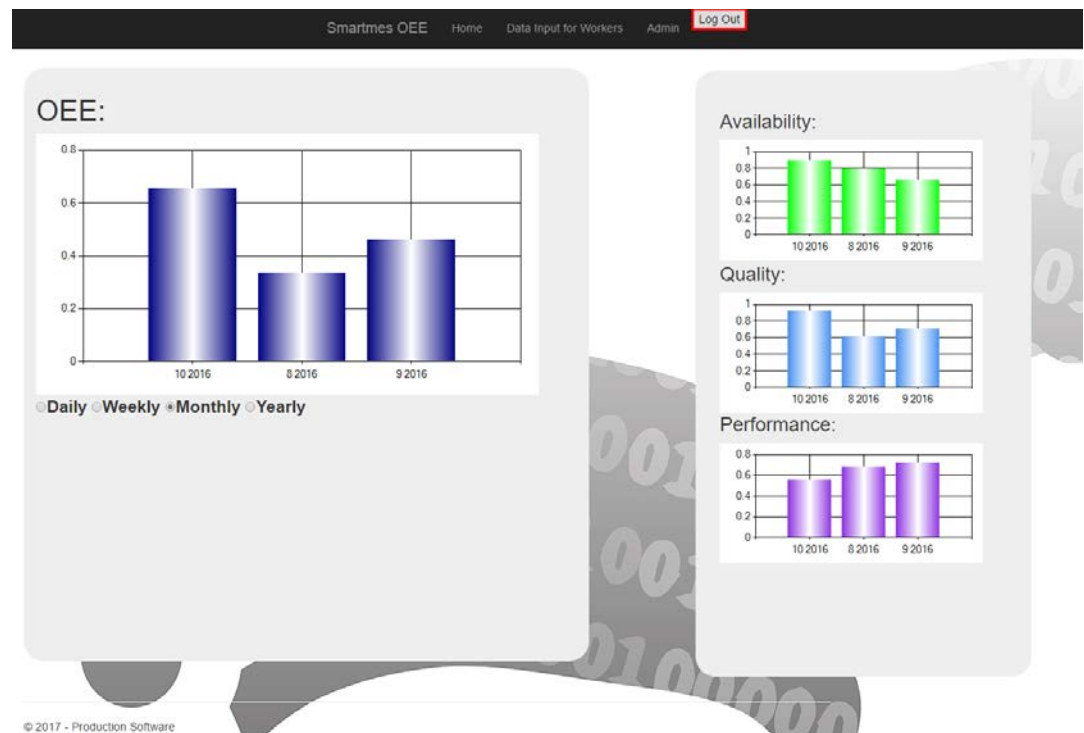 Smartmes OEE Home Data Input for Workers Admin Log Out
OEE:
0.8
0.6
0.4
0.2
0
10 2016 8 2016 9 2016
Daily Weekly Monthly Yearly
Availability:
1
0.8
0.6
0.4
0.2
0
10 2016 8 2016 9 2016
Quality:
1
0.8
0.6
0.4
0.2
0
10 2016 8 2016 9 2016
Performance:
0.8
0.6
0.4
0.2
0
10 2016 8 2016 9 2016
© 2017 - Production Software